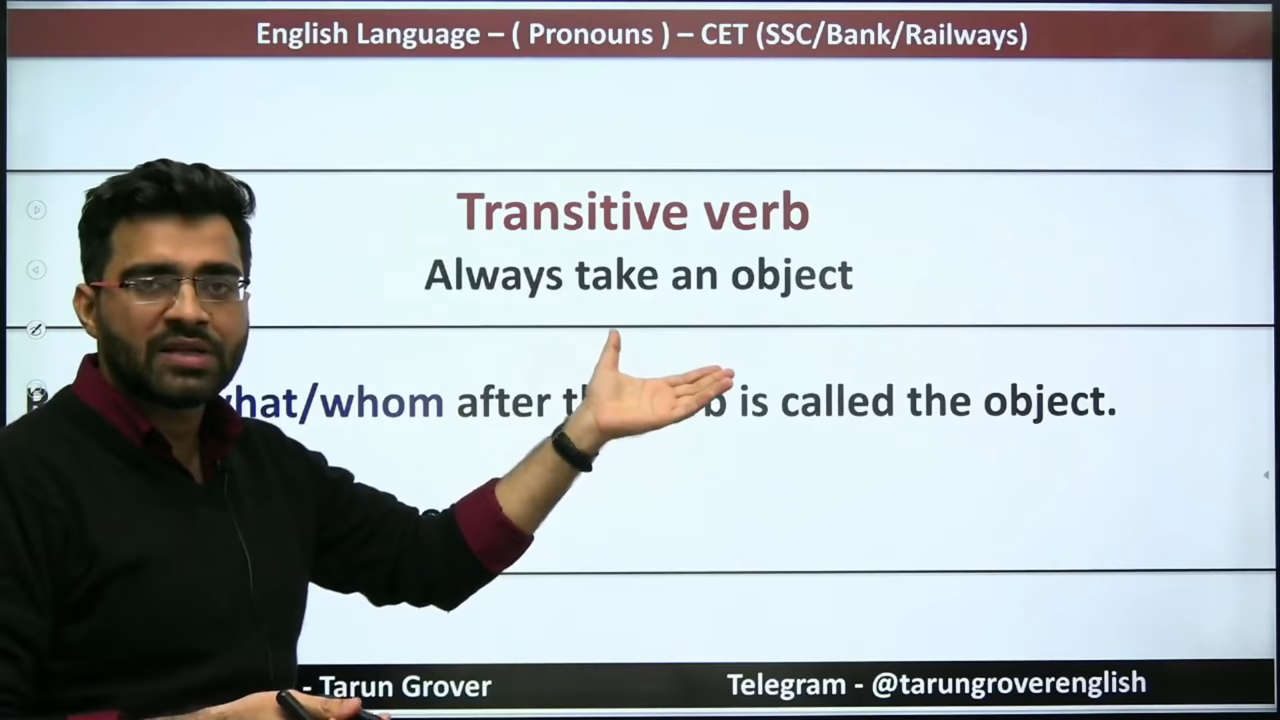 English Language – ( Pronouns ) – CET (SSC/Bank/Railways)
Transitive verb
Always take an object
what/whom after is called the object.
- Tarun Grover
Telegram - @tarungroverenglish